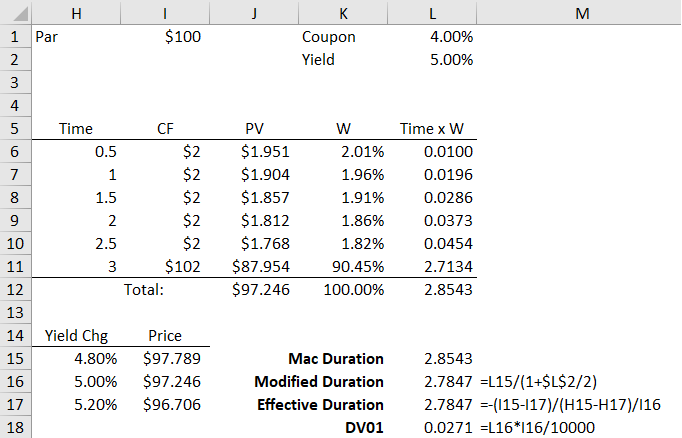 H I J K L M
1 Par $100 Coupon 4.00%
2 Yield 5.00%
3
4
5 Time CF PV W Time x W
6 0.5 $2 $1.951 2.01% 0.0100
7 1 $2 $1.904 1.96% 0.0196
8 1.5 $2 $1.857 1.91% 0.0286
9 2 $2 $1.812 1.86% 0.0373
10 2.5 $2 $1.768 1.82% 0.0454
11 3 $102 $87.954 90.45% 2.7134
12 Total: $97.246 100.00% 2.8543
13
14 Yield Chg Price
15 4.80% $97.789 Mac Duration 2.8543
16 5.00% $97.246 Modified Duration 2.7847 =L15/(1+$L$2/2)
17 5.20% $96.706 Effective Duration 2.7847 =-(I15-I17)/(H15-H17)/I16
18 DV01 0.0271 =L16*I16/10000